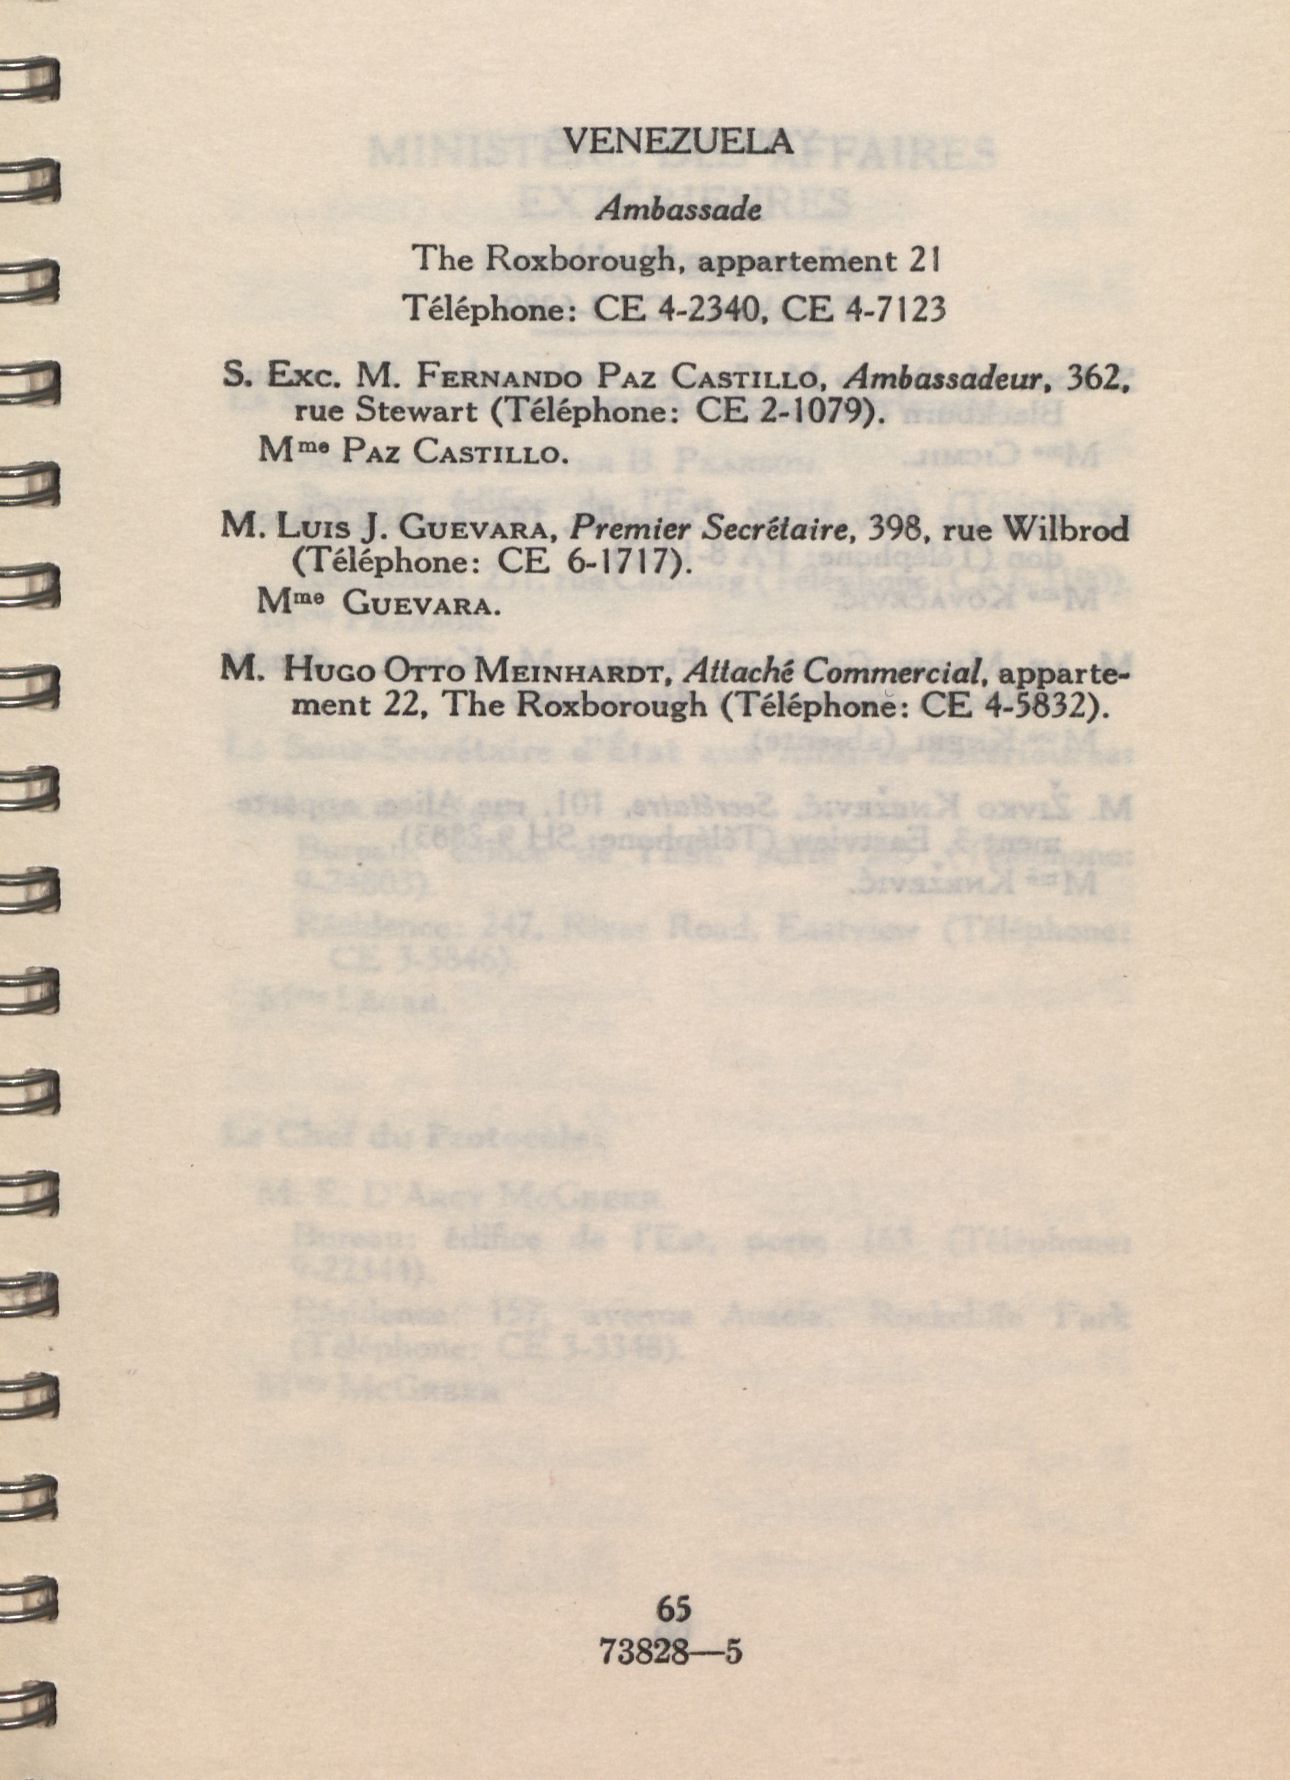 VENEZUELA
Ambassade
The Roxborough, appartement 21
Téléphone: CE 4-2340, CE 4-7123
S. Exc. M. Fernando Paz Castillo, Ambassadeur, 362,
rue Stewart (Téléphone: CE 2-1079).
Mme Paz Castillo.
M. Luis J. Guevara, Premier Secrétaire, 398, rue Wilbrod
(Téléphone: CE 6-1717).
Mme Guevara.
M. Hugo Otto Meinhardt, Attaché Commercial, apparte-
ment 22, The Roxborough (Téléphone: CE 4-5832).
65
73828—5